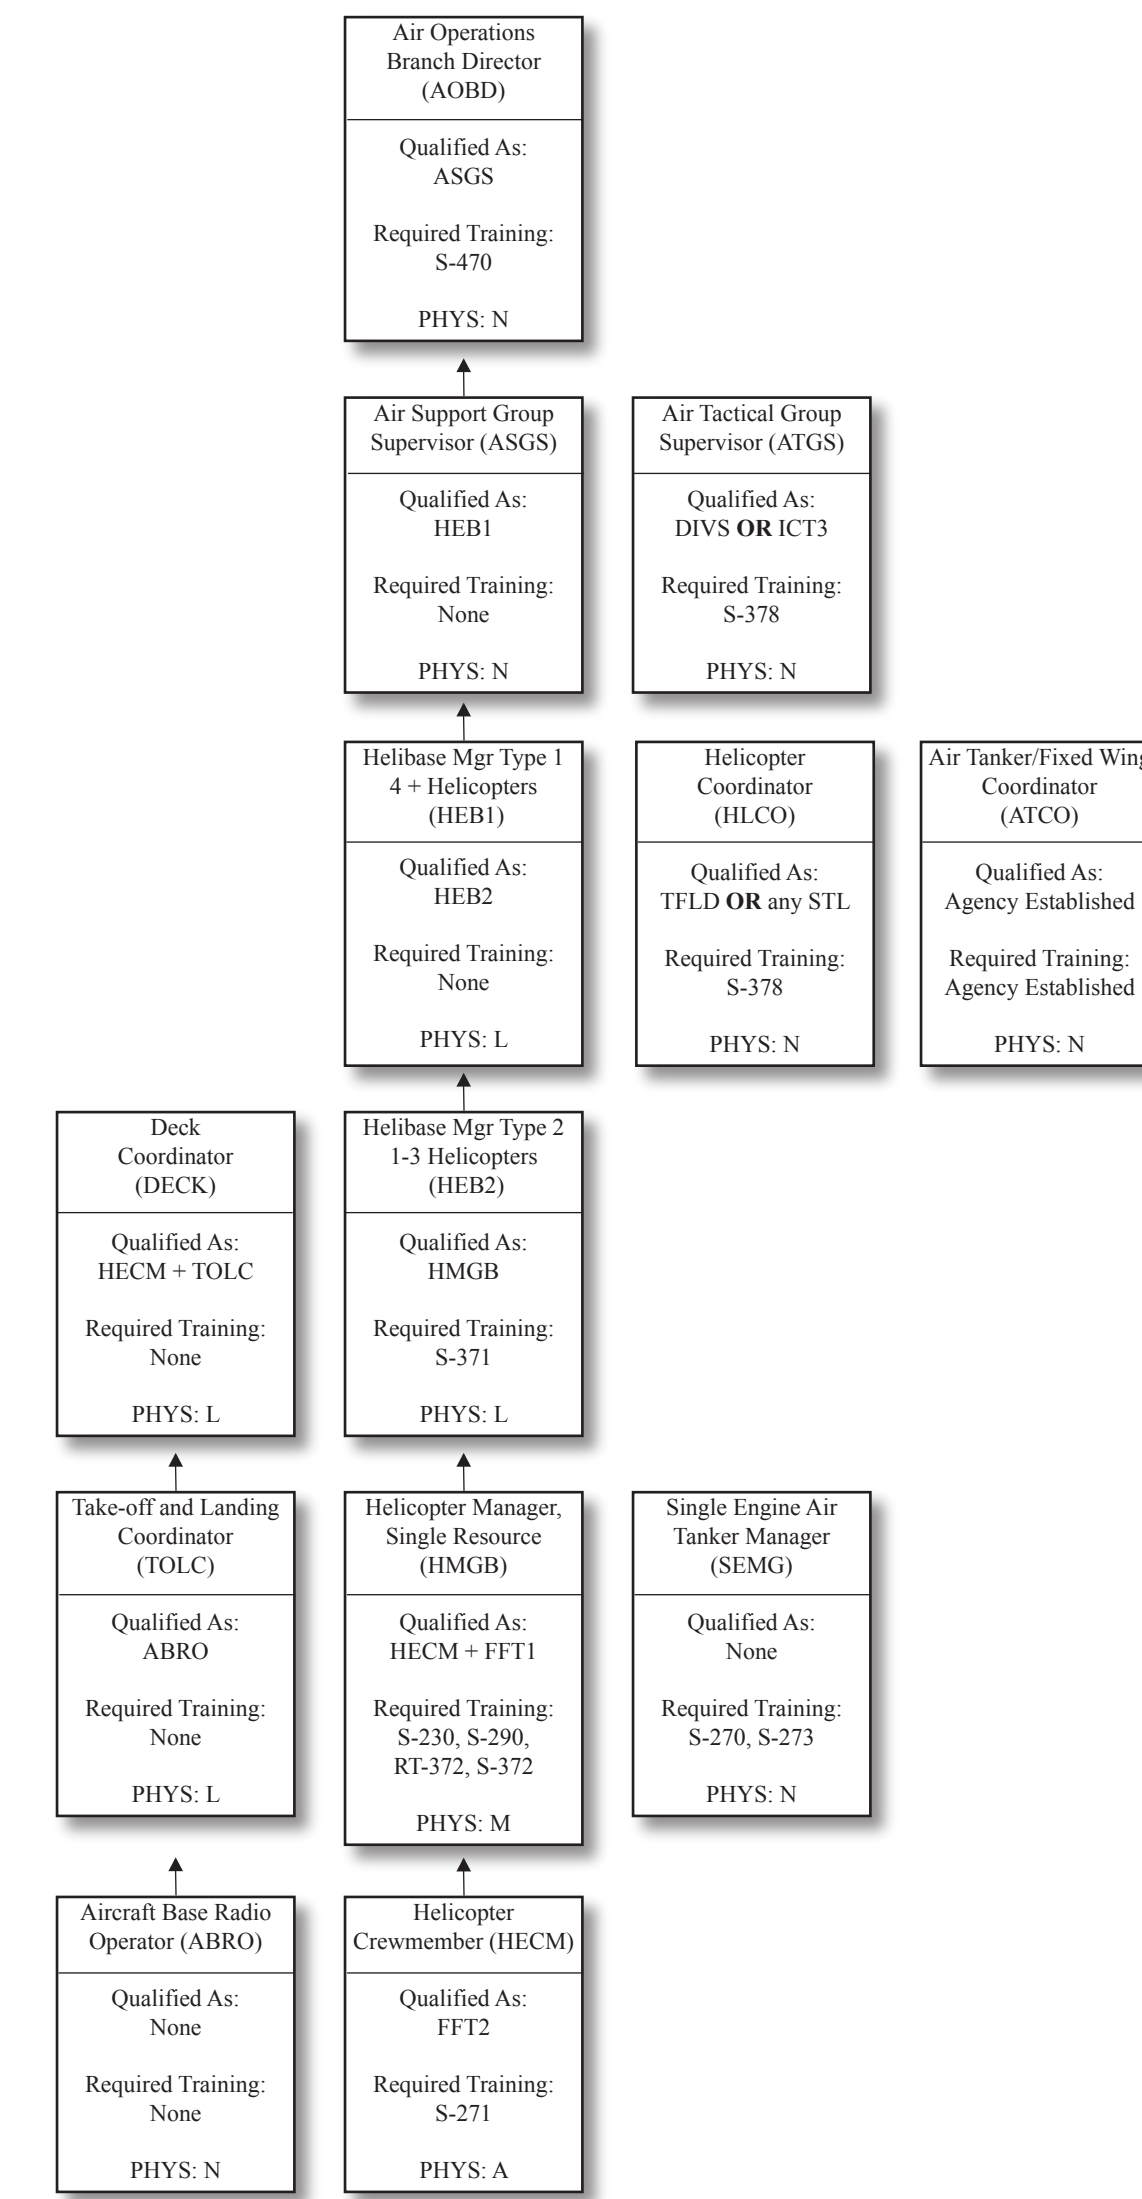 Air Operations
Branch Director
(AOBD)
Qualified As:
ASGS
Required Training:
S-470
PHYS: N
Air Support Group
Supervisor (ASGS)
Qualified As:
HEB1
Required Training:
None
PHYS: N
Air Tactical Group
Supervisor (ATGS)
Qualified As:
DIVS OR ICT3
Required Training:
S-378
PHYS: N
Helibase Mgr Type 1
4 + Helicopters
(HEB1)
Qualified As:
HEB2
Required Training:
None
PHYS: L
Helicopter
Coordinator
(HLCO)
Qualified As:
TFLD OR any STL
Required Training:
S-378
PHYS: N
Air Tanker/Fixed Wing
Coordinator
(ATCO)
Qualified As:
Agency Established
Required Training:
Agency Established
PHYS: N
Deck
Coordinator
(DECK)
Qualified As:
HECM + TOLC
Required Training:
None
PHYS: L
Helibase Mgr Type 2
1-3 Helicopters
(HEB2)
Qualified As:
HMGB
Required Training:
S-371
PHYS: L
Take-off and Landing
Coordinator
(TOLC)
Qualified As:
ABRO
Required Training:
None
PHYS: L
Helicopter Manager,
Single Resource
(HMGB)
Qualified As:
HECM + FFT1
Required Training:
S-230, S-290,
RT-372, S-372
PHYS: M
Single Engine Air
Tanker Manager
(SEMG)
Qualified As:
None
Required Training:
S-270, S-273
PHYS: N
Aircraft Base Radio
Operator (ABRO)
Qualified As:
None
Required Training:
None
PHYS: N
Helicopter
Crewmember (HECM)
Qualified As:
FFT2
Required Training:
S-271
PHYS: A